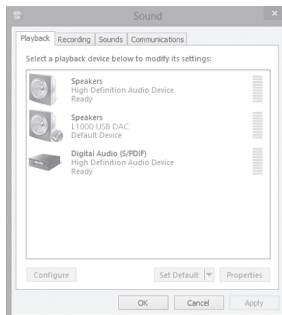 Sound
Playback Recording Sounds Communications
Select a playback device below to modify its settings:
Speakers
High Definition Audio Device
Ready
Speakers
L1000 USB DAC
Default Device
Digital Audio (S/PDIF)
High Definition Audio Device
Ready
Configure Set Default Properties
OK Cancel Apply